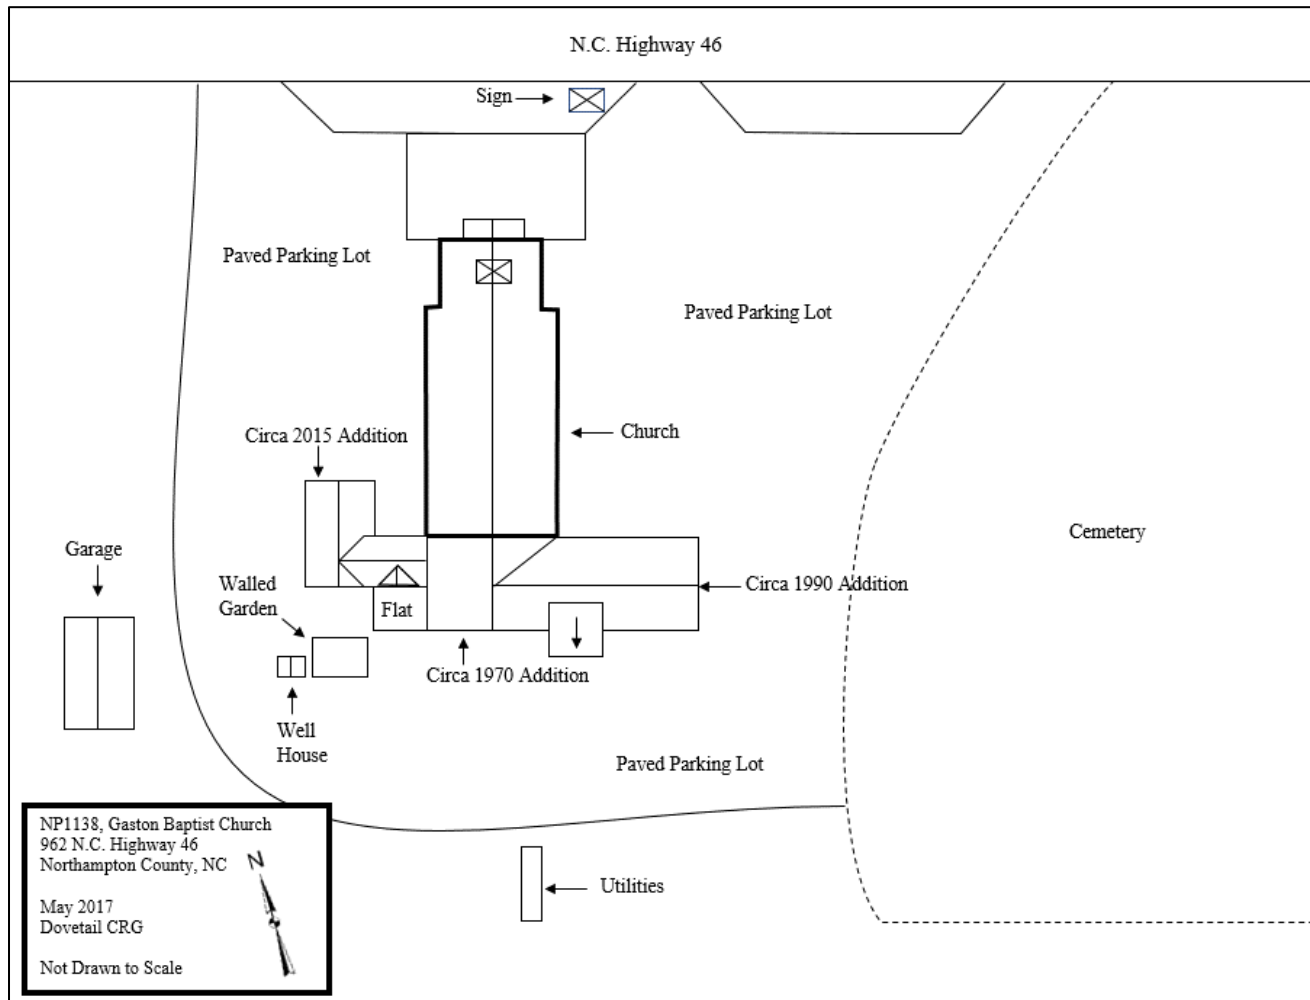 N.C. Highway 46
Sign
Paved Parking Lot
Paved Parking Lot
Circa 2015 Addition
Church
Cemetery
Garage
Walled
Garden
Flat
Circa 1990 Addition
Circa 1970 Addition
Well
House
Paved Parking Lot
Utilities
NP1138, Gaston Baptist Church
962 N.C. Highway 46
Northampton County, NC
N
May 2017
Dovetail CRG
Not Drawn to Scale